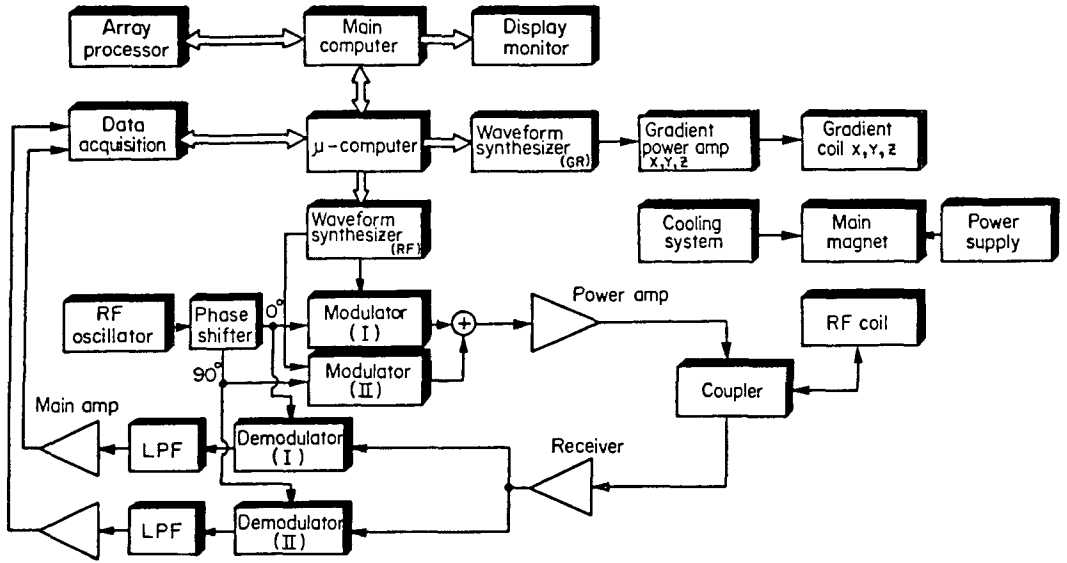 Array
processor
Main
computer
Display
monitor
Data
acquisition
μ-computer
Waveform
synthesizer
(GR)
Gradient
power amp
X,Y,Z
Gradient
coil X,Y,Z
Waveform
synthesizer
(RF)
Cooling
system
Main
magnet
Power
supply
RF
oscillator
Phase
shifter
0°
90°
Modulator
(I)
Modulator
(II)
+
Power amp
RF coil
Coupler
Main amp
LPF
Demodulator
(I)
Receiver
LPF
Demodulator
(II)